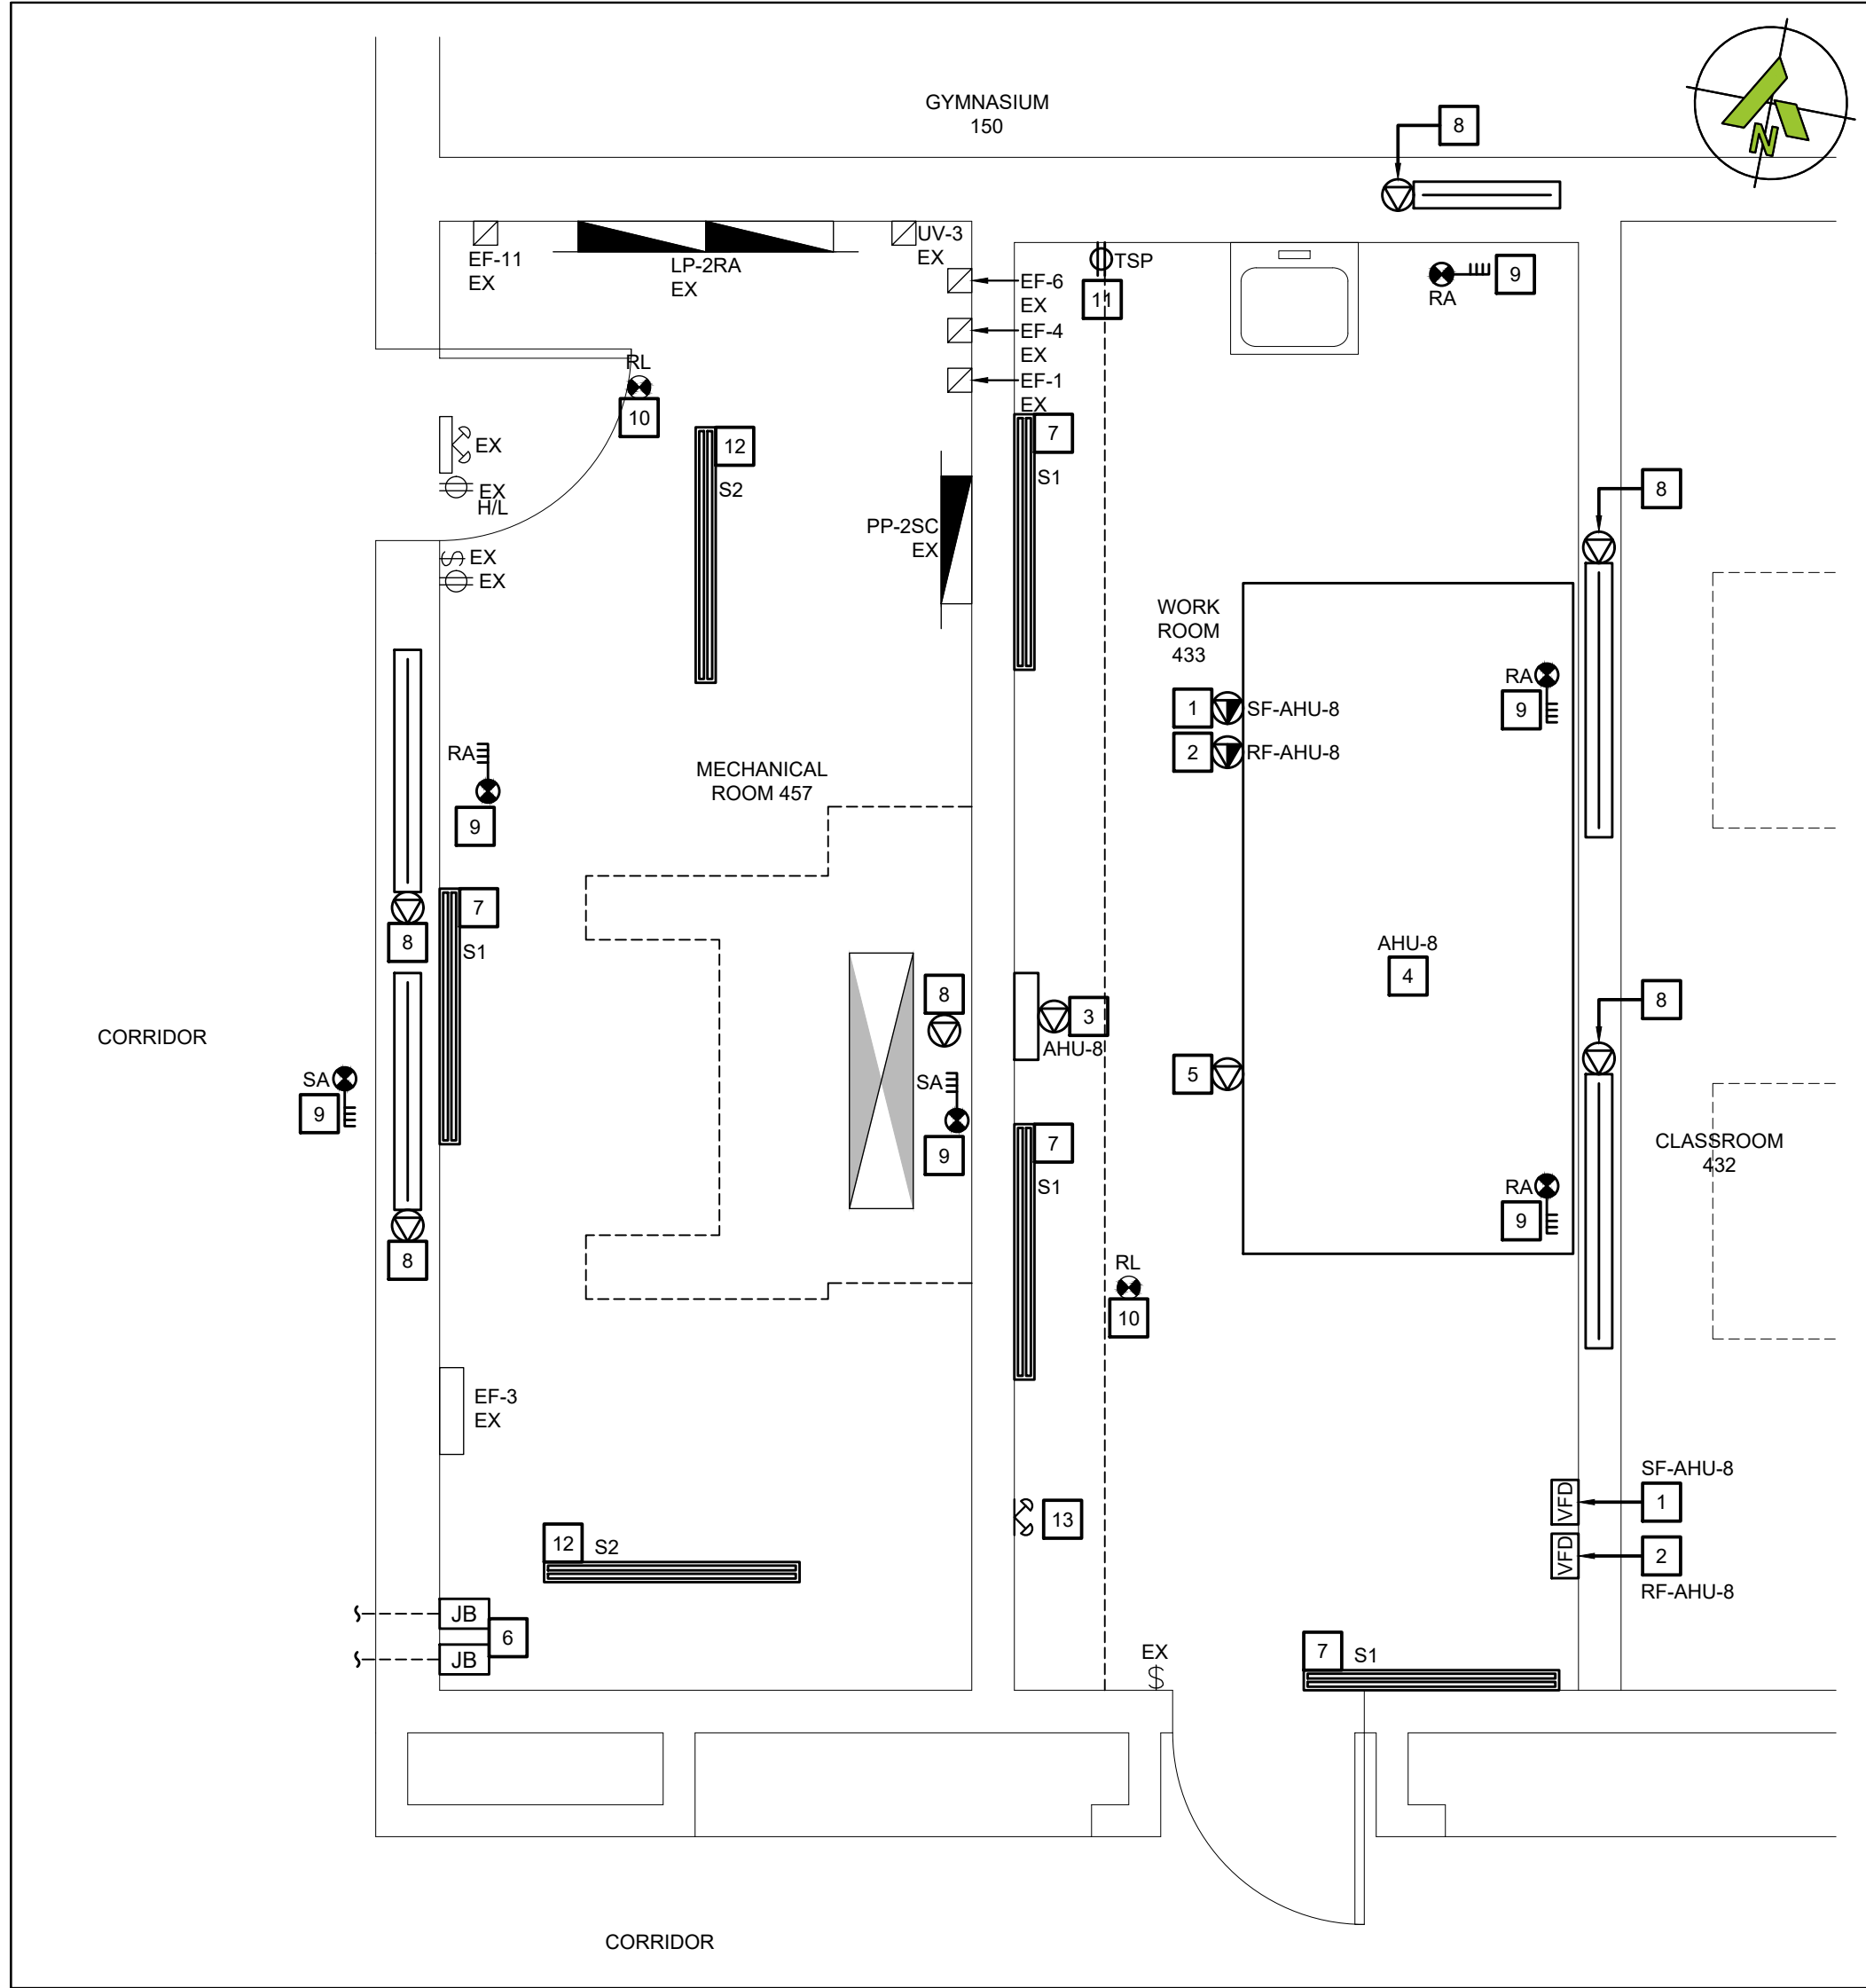 GYMNASIUM
150
8
N
EF-11
EX
LP-2RA
EX
UV-3
EX
EF-6
EX
EF-4
EX
EF-1
EX
TSP
11
RA
9
RL
10
EX
EX
H/L
EX
EX
12
S2
7
S1
PP-2SC
EX
8
WORK
ROOM
433
1
SF-AHU-8
2
RF-AHU-8
RA
9
RA
9
MECHANICAL
ROOM 457
7
S1
8
8
AHU-8
4
8
3
AHU-8
CORRIDOR
SA
9
5
SA
9
7
S1
CLASSROOM
432
RA
9
8
RL
10
EF-3
EX
13
SF-AHU-8
VFD
1
VFD
2
RF-AHU-8
12
S2
JB
6
JB
EX
7
S1
CORRIDOR